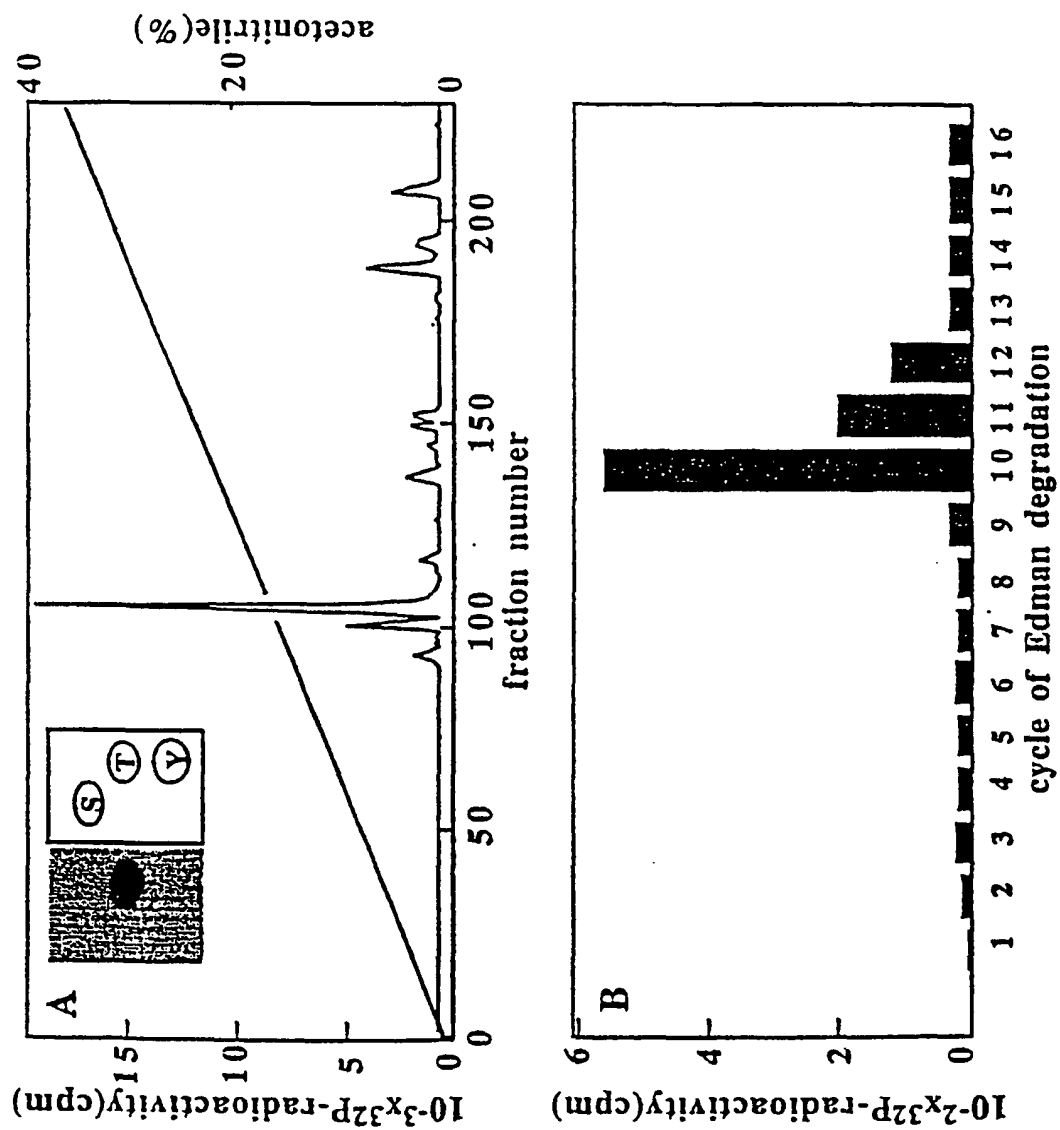 A
S
T
Y
10⁻³x³²P-radioactivity(cpm)
15
10
5
0
acetonitrile(%)
40
20
0
0 50 100 150 200
fraction number
B
10⁻²x³²P-radioactivity(cpm)
6
4
2
0
1 2 3 4 5 6 7 8 9 10 11 12 13 14 15 16
cycle of Edman degradation